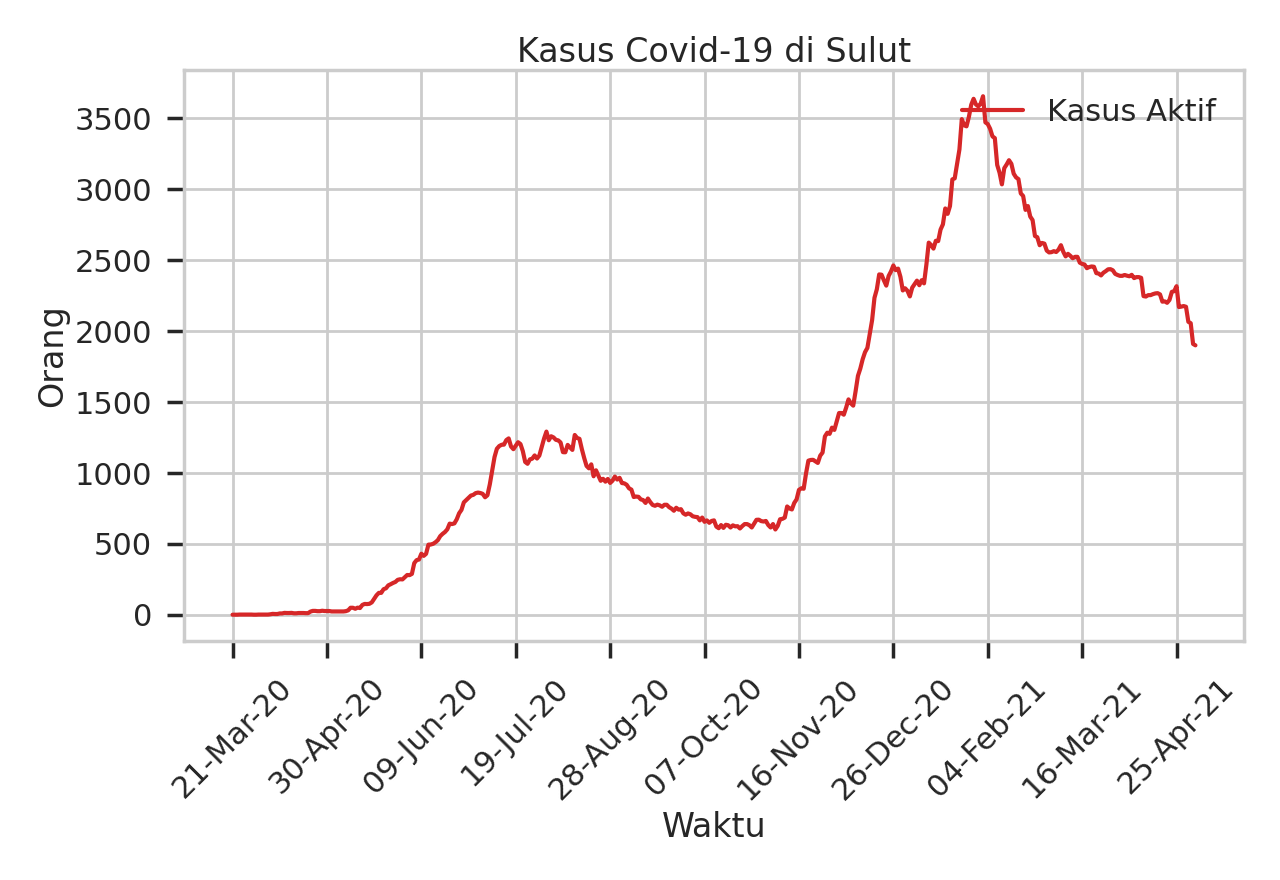 Kasus Covid-19 di Sulut
Kasus Aktif
3500
3000
2500
2000
1500
1000
500
0
Orang
21-Mar-20
30-Apr-20
09-Jun-20
19-Jul-20
28-Aug-20
07-Oct-20
16-Nov-20
26-Dec-20
04-Feb-21
16-Mar-21
25-Apr-21
Waktu